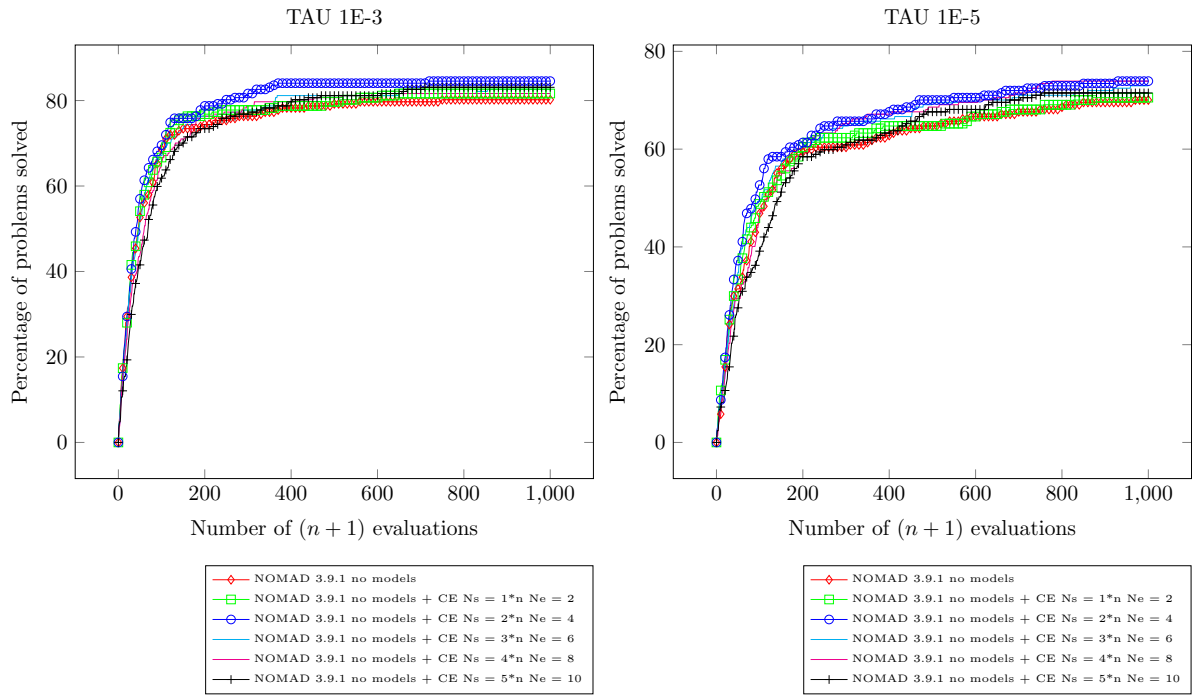 TAU 1E-3
Percentage of problems solved
80
60
40
20
0
0 200 400 600 800 1,000
Number of (n + 1) evaluations
NOMAD 3.9.1 no models
NOMAD 3.9.1 no models + CE Ns = 1*n Ne = 2
NOMAD 3.9.1 no models + CE Ns = 2*n Ne = 4
NOMAD 3.9.1 no models + CE Ns = 3*n Ne = 6
NOMAD 3.9.1 no models + CE Ns = 4*n Ne = 8
NOMAD 3.9.1 no models + CE Ns = 5*n Ne = 10
TAU 1E-5
Percentage of problems solved
80
60
40
20
0
0 200 400 600 800 1,000
Number of (n + 1) evaluations
NOMAD 3.9.1 no models
NOMAD 3.9.1 no models + CE Ns = 1*n Ne = 2
NOMAD 3.9.1 no models + CE Ns = 2*n Ne = 4
NOMAD 3.9.1 no models + CE Ns = 3*n Ne = 6
NOMAD 3.9.1 no models + CE Ns = 4*n Ne = 8
NOMAD 3.9.1 no models + CE Ns = 5*n Ne = 10